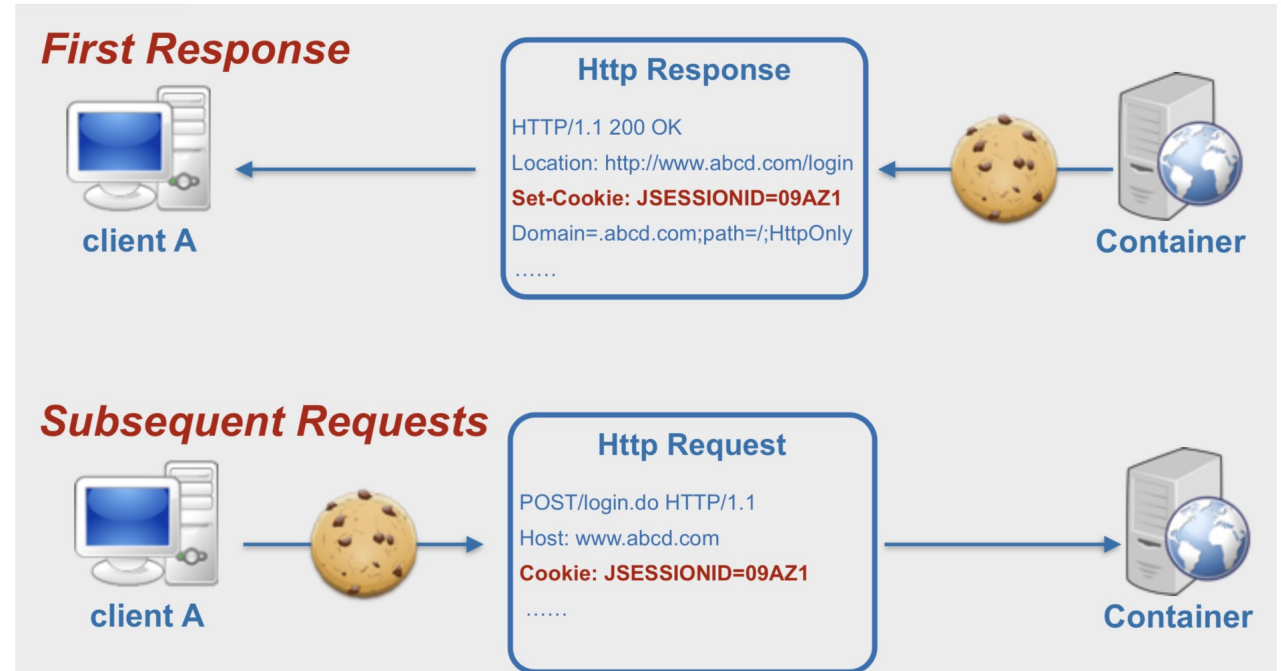 First Response
Http Response
HTTP/1.1 200 OK
Location: http://www.abcd.com/login
Set-Cookie: JSESSIONID=09AZ1
Domain=.abcd.com;path=/;HttpOnly
......
client A
Container
Subsequent Requests
Http Request
POST/login.do HTTP/1.1
Host: www.abcd.com
Cookie: JSESSIONID=09AZ1
......
client A
Container